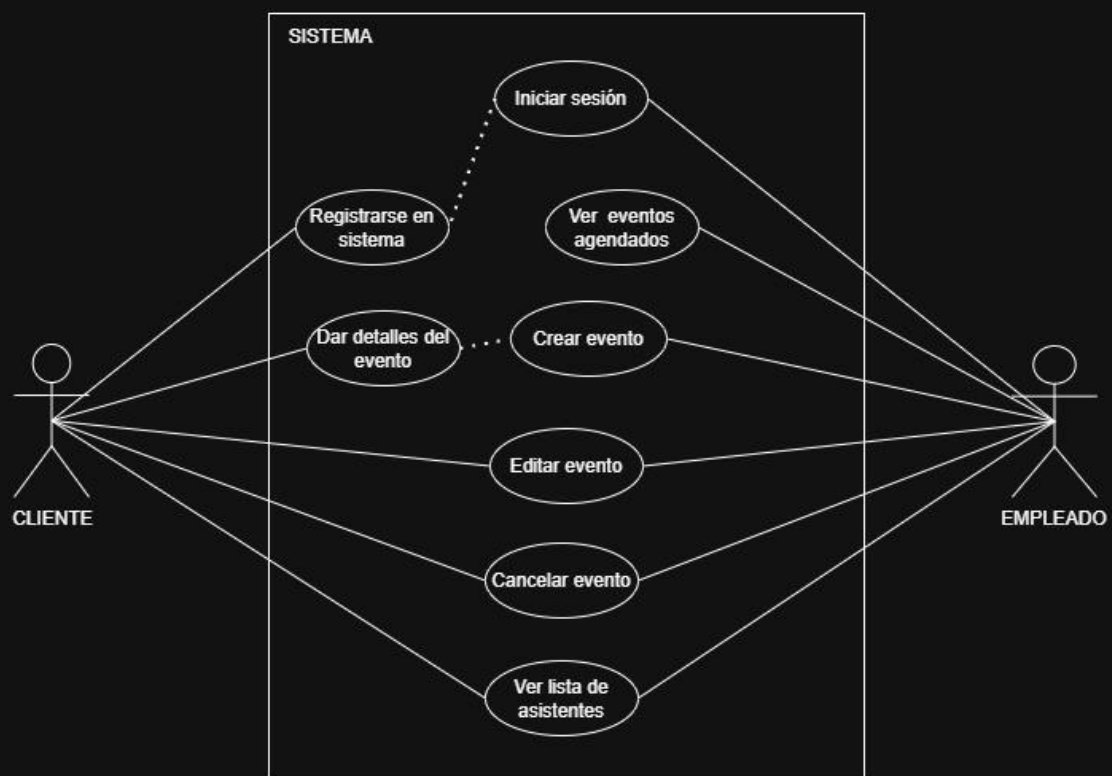 SISTEMA
Iniciar sesión
Registrarse en
sistema
Ver eventos
agendados
Dar detalles del
evento
Crear evento
Editar evento
CLIENTE
EMPLEADO
Cancelar evento
Ver lista de
asistentes